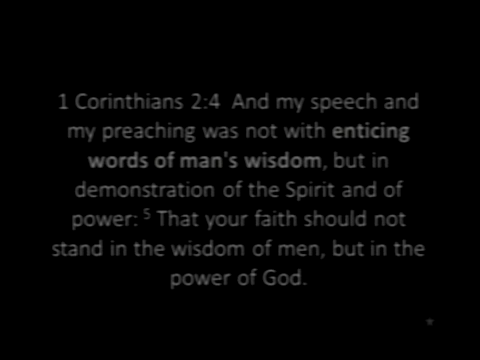 1 Corinthians 2:4  And my speech and
my preaching was not with enticing
words of man's wisdom, but in
demonstration of the Spirit and of
power: 5 That your faith should not
stand in the wisdom of men, but in the
power of God.